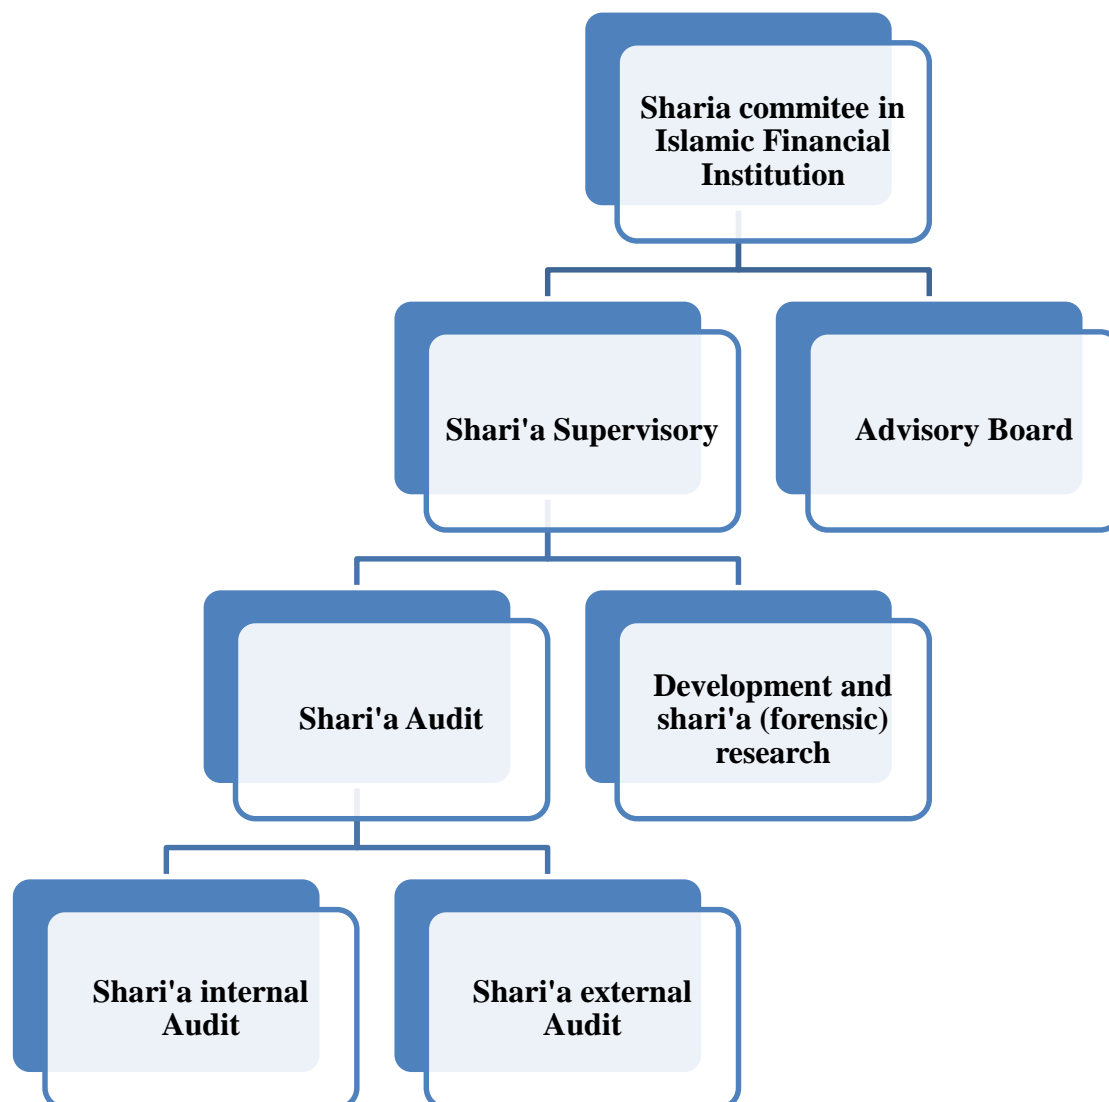 Sharia commitee in
Islamic Financial
Institution
Shari'a Supervisory
Advisory Board
Shari'a Audit
Development and
shari'a (forensic)
research
Shari'a internal
Audit
Shari'a external
Audit